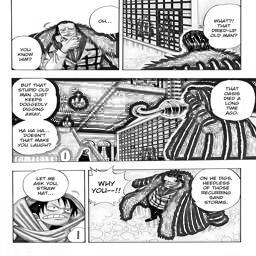 WHAT?!
THAT
DRIED-UP
OLD MAN?
OH...
YOU
KNOW
HIM?
THAT
OASIS
DIED A
LONG
TIME
AGO.
BUT THAT
STUPID OLD
MAN JUST
KEEPS
DOGGEDLY
DIGGING
AWAY.
HA HA HA...
DOESN'T
THAT MAKE
YOU LAUGH?
ON HE DIGS,
HEEDLESS OF
THOSE
RECURRING
SAND
STORMS.
WHY
YOU--!!
LET ME
ASK YOU,
STRAW
HAT...